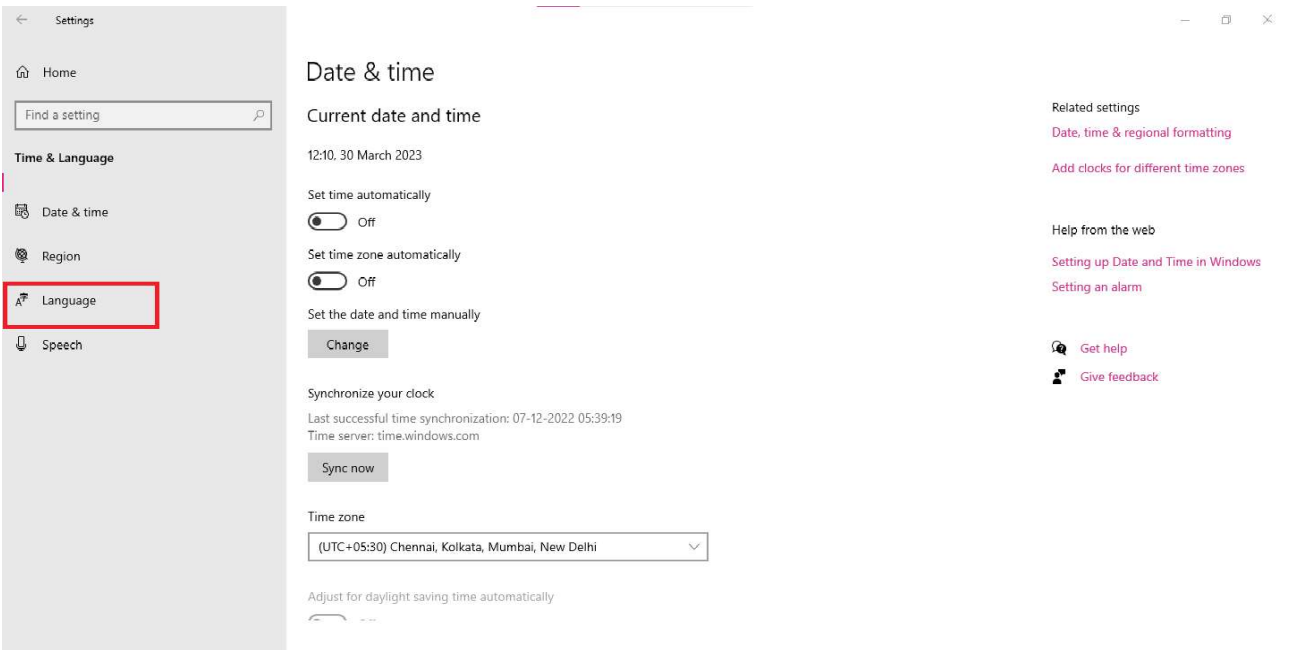 Settings
Home
Find a setting
Time & Language
Date & time
Region
Language
Speech
Date & time
Current date and time
12:10, 30 March 2023
Set time automatically
Off
Set time zone automatically
Off
Set the date and time manually
Change
Synchronize your clock
Last successful time synchronization: 07-12-2022 05:39:19
Time server: time.windows.com
Sync now
Time zone
(UTC+05:30) Chennai, Kolkata, Mumbai, New Delhi
Adjust for daylight saving time automatically
Related settings
Date, time & regional formatting
Add clocks for different time zones
Help from the web
Setting up Date and Time in Windows
Setting an alarm
Get help
Give feedback